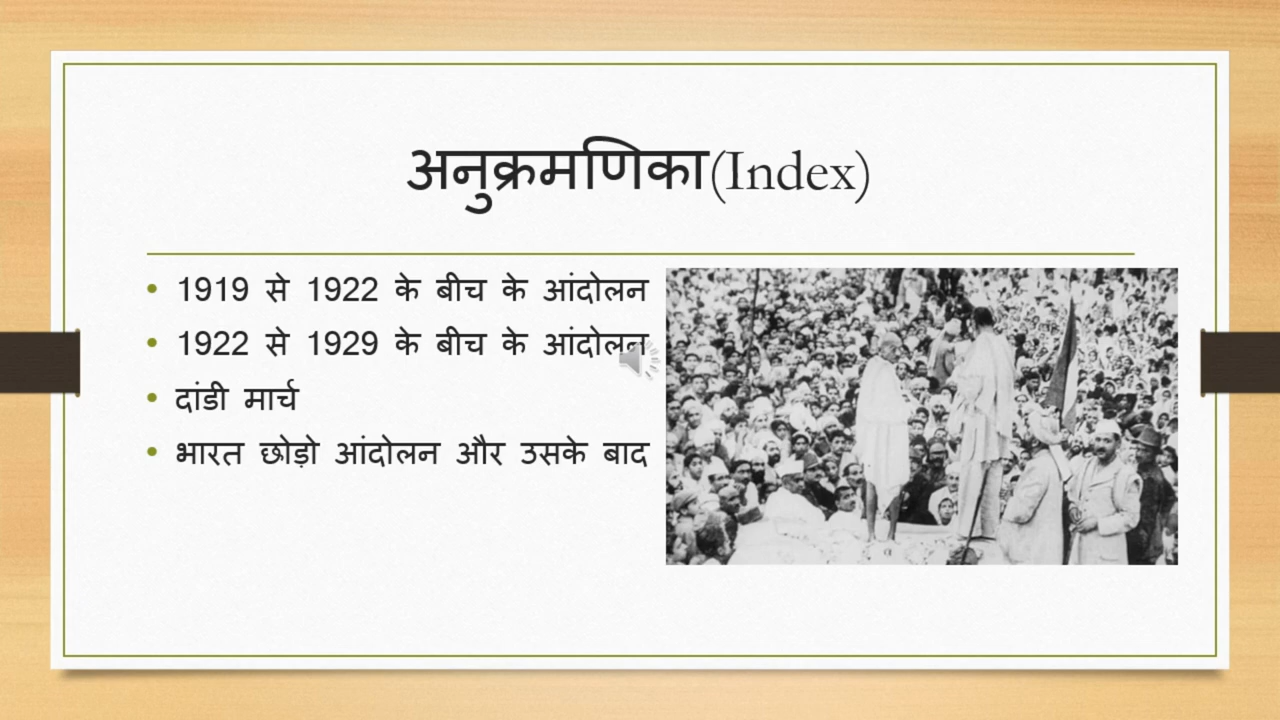 अनुक्रमणिका(Index)
• 1919 से 1922 के बीच के आंदोलन
• 1922 से 1929 के बीच के आंदोलन
• दांडी मार्च
• भारत छोड़ो आंदोलन और उसके बाद